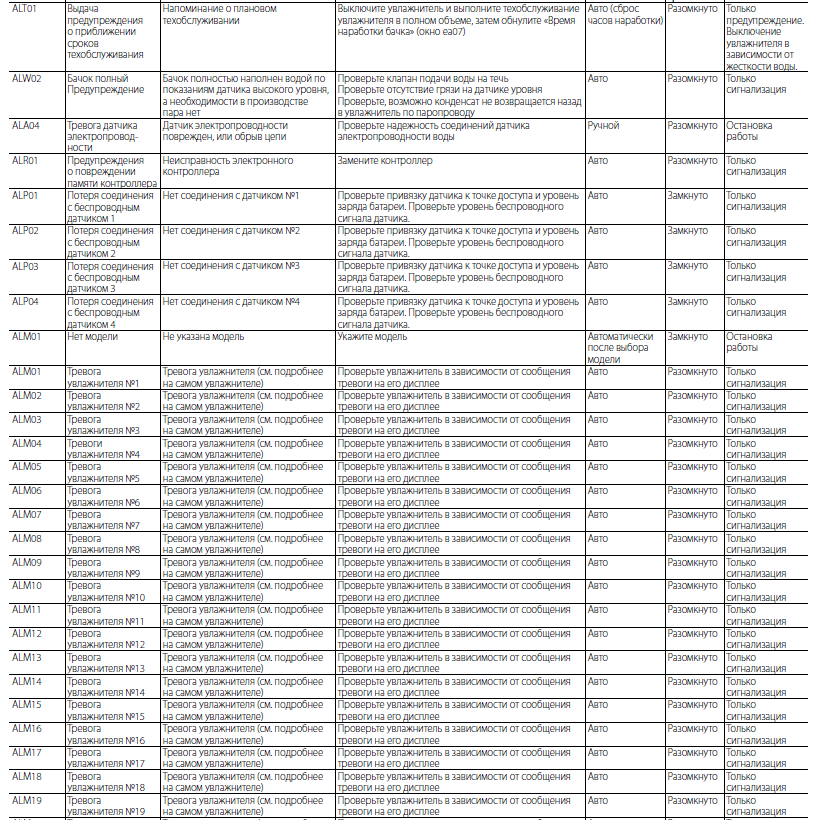 ALT01 Выдача предупреждения о приближении сроков техобслуживания Напоминание о плановом техобслуживании Выключите увлажнитель и выполните техобслуживание увлажнителя в полном объеме, затем обнулите «Время наработки бачка» (окно ea07) Авто (сброс часов наработки) Разомкнуто Только предупреждение. Выключение увлажнителя в зависимости от жесткости воды.
ALW02 Бачок полный Предупреждение Бачок полностью наполнен водой по показаниям датчика высокого уровня, а необходимости в производстве пара нет Проверьте клапан подачи воды на течь Проверьте отсутствие грязи на датчике уровня Проверьте, возможно конденсат не возвращается назад в увлажнитель по паропроводу Авто Разомкнуто Только сигнализация
ALA04 Тревога датчика электропровод-ности Датчик электропроводности поврежден, или обрыв цепи Проверьте надежность соединений датчика электропроводности воды Ручной Разомкнуто Остановка работы
ALR01 Предупреждения о повреждении памяти контроллера Неисправность электронного контроллера Замените контроллер Авто Разомкнуто Только сигнализация
ALP01 Потеря соединения с беспроводным датчиком 1 Нет соединения с датчиком №1 Проверьте привязку датчика к точке доступа и уровень заряда батареи. Проверьте уровень беспроводного сигнала датчика. Авто Замкнуто Только сигнализация
ALP02 Потеря соединения с беспроводным датчиком 2 Нет соединения с датчиком №2 Проверьте привязку датчика к точке доступа и уровень заряда батареи. Проверьте уровень беспроводного сигнала датчика. Авто Замкнуто Только сигнализация
ALP03 Потеря соединения с беспроводным датчиком 3 Нет соединения с датчиком №3 Проверьте привязку датчика к точке доступа и уровень заряда батареи. Проверьте уровень беспроводного сигнала датчика. Авто Замкнуто Только сигнализация
ALP04 Потеря соединения с беспроводным датчиком 4 Нет соединения с датчиком №4 Проверьте привязку датчика к точке доступа и уровень заряда батареи. Проверьте уровень беспроводного сигнала датчика. Авто Замкнуто Только сигнализация
ALM01 Нет модели Не указана модель Укажите модель Автоматически после выбора модели Замкнуто Остановка работы
ALM01 Тревога увлажнителя №1 Тревога увлажнителя (см. подробнее на самом увлажнителе) Проверьте увлажнитель в зависимости от сообщения тревоги на его дисплее Авто Разомкнуто Только сигнализация
ALM02 Тревога увлажнителя №2 Тревога увлажнителя (см. подробнее на самом увлажнителе) Проверьте увлажнитель в зависимости от сообщения тревоги на его дисплее Авто Разомкнуто Только сигнализация
ALM03 Тревога увлажнителя №3 Тревога увлажнителя (см. подробнее на самом увлажнителе) Проверьте увлажнитель в зависимости от сообщения тревоги на его дисплее Авто Разомкнуто Только сигнализация
ALM04 Тревоги увлажнителя №4 Тревога увлажнителя (см. подробнее на самом увлажнителе) Проверьте увлажнитель в зависимости от сообщения тревоги на его дисплее Авто Разомкнуто Только сигнализация
ALM05 Тревога увлажнителя №5 Тревога увлажнителя (см. подробнее на самом увлажнителе) Проверьте увлажнитель в зависимости от сообщения тревоги на его дисплее Авто Разомкнуто Только сигнализация
ALM06 Тревога увлажнителя №6 Тревога увлажнителя (см. подробнее на самом увлажнителе) Проверьте увлажнитель в зависимости от сообщения тревоги на его дисплее Авто Разомкнуто Только сигнализация
ALM07 Тревога увлажнителя №7 Тревога увлажнителя (см. подробнее на самом увлажнителе) Проверьте увлажнитель в зависимости от сообщения тревоги на его дисплее Авто Разомкнуто Только сигнализация
ALM08 Тревога увлажнителя №8 Тревога увлажнителя (см. подробнее на самом увлажнителе) Проверьте увлажнитель в зависимости от сообщения тревоги на его дисплее Авто Разомкнуто Только сигнализация
ALM09 Тревога увлажнителя №9 Тревога увлажнителя (см. подробнее на самом увлажнителе) Проверьте увлажнитель в зависимости от сообщения тревоги на его дисплее Авто Разомкнуто Только сигнализация
ALM10 Тревога увлажнителя №10 Тревога увлажнителя (см. подробнее на самом увлажнителе) Проверьте увлажнитель в зависимости от сообщения тревоги на его дисплее Авто Разомкнуто Только сигнализация
ALM11 Тревога увлажнителя №11 Тревога увлажнителя (см. подробнее на самом увлажнителе) Проверьте увлажнитель в зависимости от сообщения тревоги на его дисплее Авто Разомкнуто Только сигнализация
ALM12 Тревога увлажнителя №12 Тревога увлажнителя (см. подробнее на самом увлажнителе) Проверьте увлажнитель в зависимости от сообщения тревоги на его дисплее Авто Разомкнуто Только сигнализация
ALM13 Тревога увлажнителя №13 Тревога увлажнителя (см. подробнее на самом увлажнителе) Проверьте увлажнитель в зависимости от сообщения тревоги на его дисплее Авто Разомкнуто Только сигнализация
ALM14 Тревога увлажнителя №14 Тревога увлажнителя (см. подробнее на самом увлажнителе) Проверьте увлажнитель в зависимости от сообщения тревоги на его дисплее Авто Разомкнуто Только сигнализация
ALM15 Тревога увлажнителя №15 Тревога увлажнителя (см. подробнее на самом увлажнителе) Проверьте увлажнитель в зависимости от сообщения тревоги на его дисплее Авто Разомкнуто Только сигнализация
ALM16 Тревога увлажнителя №16 Тревога увлажнителя (см. подробнее на самом увлажнителе) Проверьте увлажнитель в зависимости от сообщения тревоги на его дисплее Авто Разомкнуто Только сигнализация
ALM17 Тревога увлажнителя №17 Тревога увлажнителя (см. подробнее на самом увлажнителе) Проверьте увлажнитель в зависимости от сообщения тревоги на его дисплее Авто Разомкнуто Только сигнализация
ALM18 Тревога увлажнителя №18 Тревога увлажнителя (см. подробнее на самом увлажнителе) Проверьте увлажнитель в зависимости от сообщения тревоги на его дисплее Авто Разомкнуто Только сигнализация
ALM19 Тревога увлажнителя №19 Тревога увлажнителя (см. подробнее на самом увлажнителе) Проверьте увлажнитель в зависимости от сообщения тревоги на его дисплее Авто Разомкнуто Только сигнализация